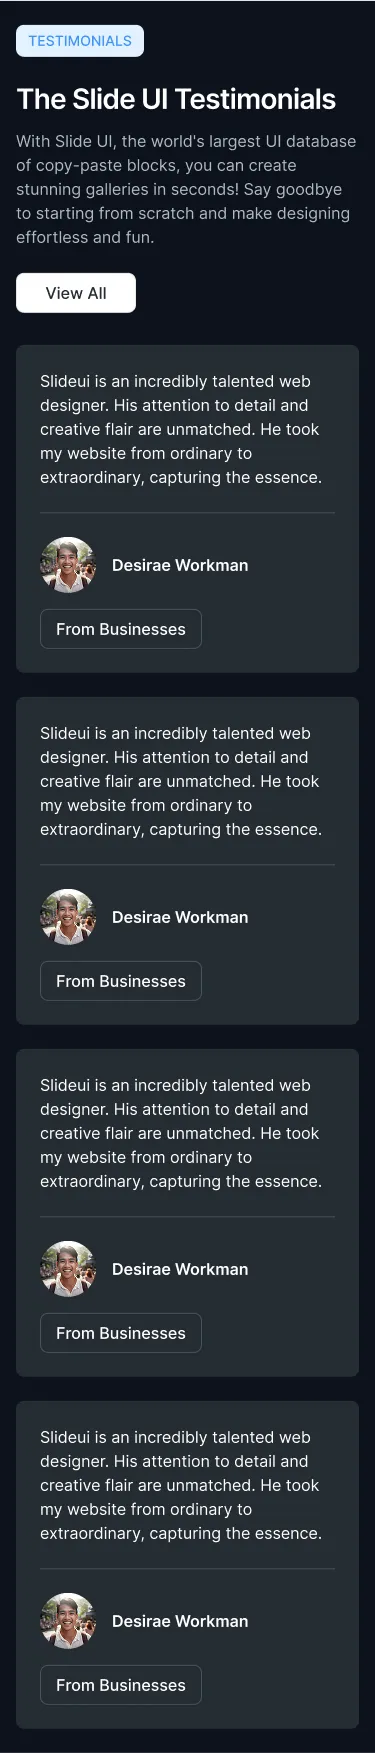 TESTIMONIALS
The Slide UI Testimonials
With Slide UI, the world's largest UI database
of copy-paste blocks, you can create
stunning galleries in seconds! Say goodbye
to starting from scratch and make designing
effortless and fun.
View All
Slideui is an incredibly talented web
designer. His attention to detail and
creative flair are unmatched. He took
my website from ordinary to
extraordinary, capturing the essence.
Desirae Workman
From Businesses
Slideui is an incredibly talented web
designer. His attention to detail and
creative flair are unmatched. He took
my website from ordinary to
extraordinary, capturing the essence.
Desirae Workman
From Businesses
Slideui is an incredibly talented web
designer. His attention to detail and
creative flair are unmatched. He took
my website from ordinary to
extraordinary, capturing the essence.
Desirae Workman
From Businesses
Slideui is an incredibly talented web
designer. His attention to detail and
creative flair are unmatched. He took
my website from ordinary to
extraordinary, capturing the essence.
Desirae Workman
From Businesses